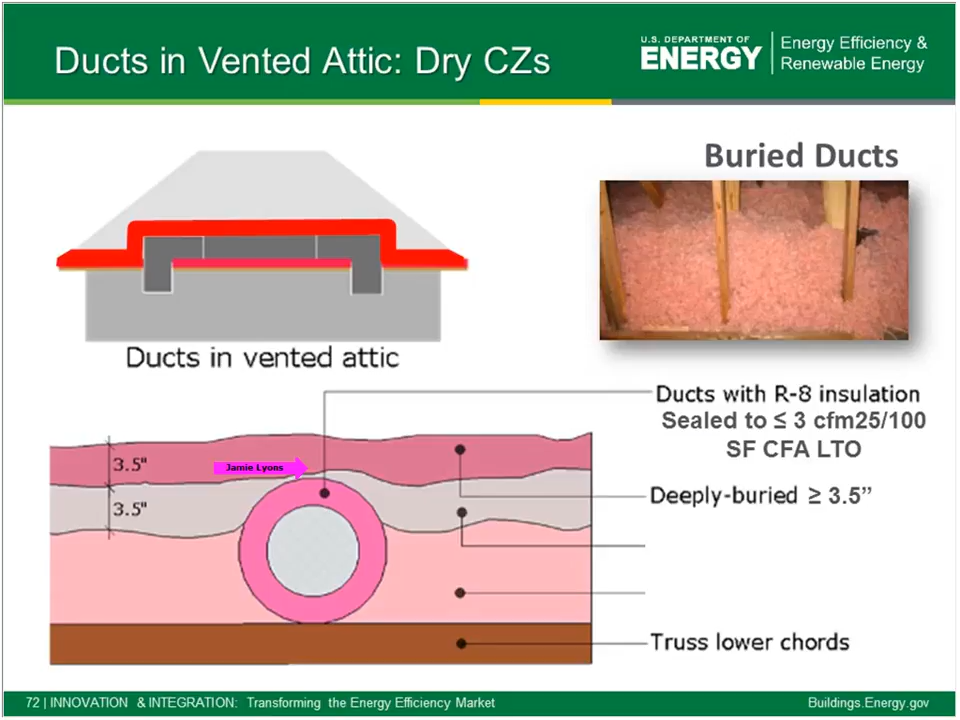 Ducts in Vented Attic: Dry CZs
U.S. DEPARTMENT OF
ENERGY
Energy Efficiency &
Renewable Energy
Buried Ducts
Ducts in vented attic
Ducts with R-8 insulation
Sealed to ≤ 3 cfm25/100
SF CFA LTO
3.5"
Jamie Lyons
Deeply-buried ≥ 3.5”
3.5"
Truss lower chords
72 | INNOVATION & INTEGRATION: Transforming the Energy Efficiency Market
Buildings.Energy.gov